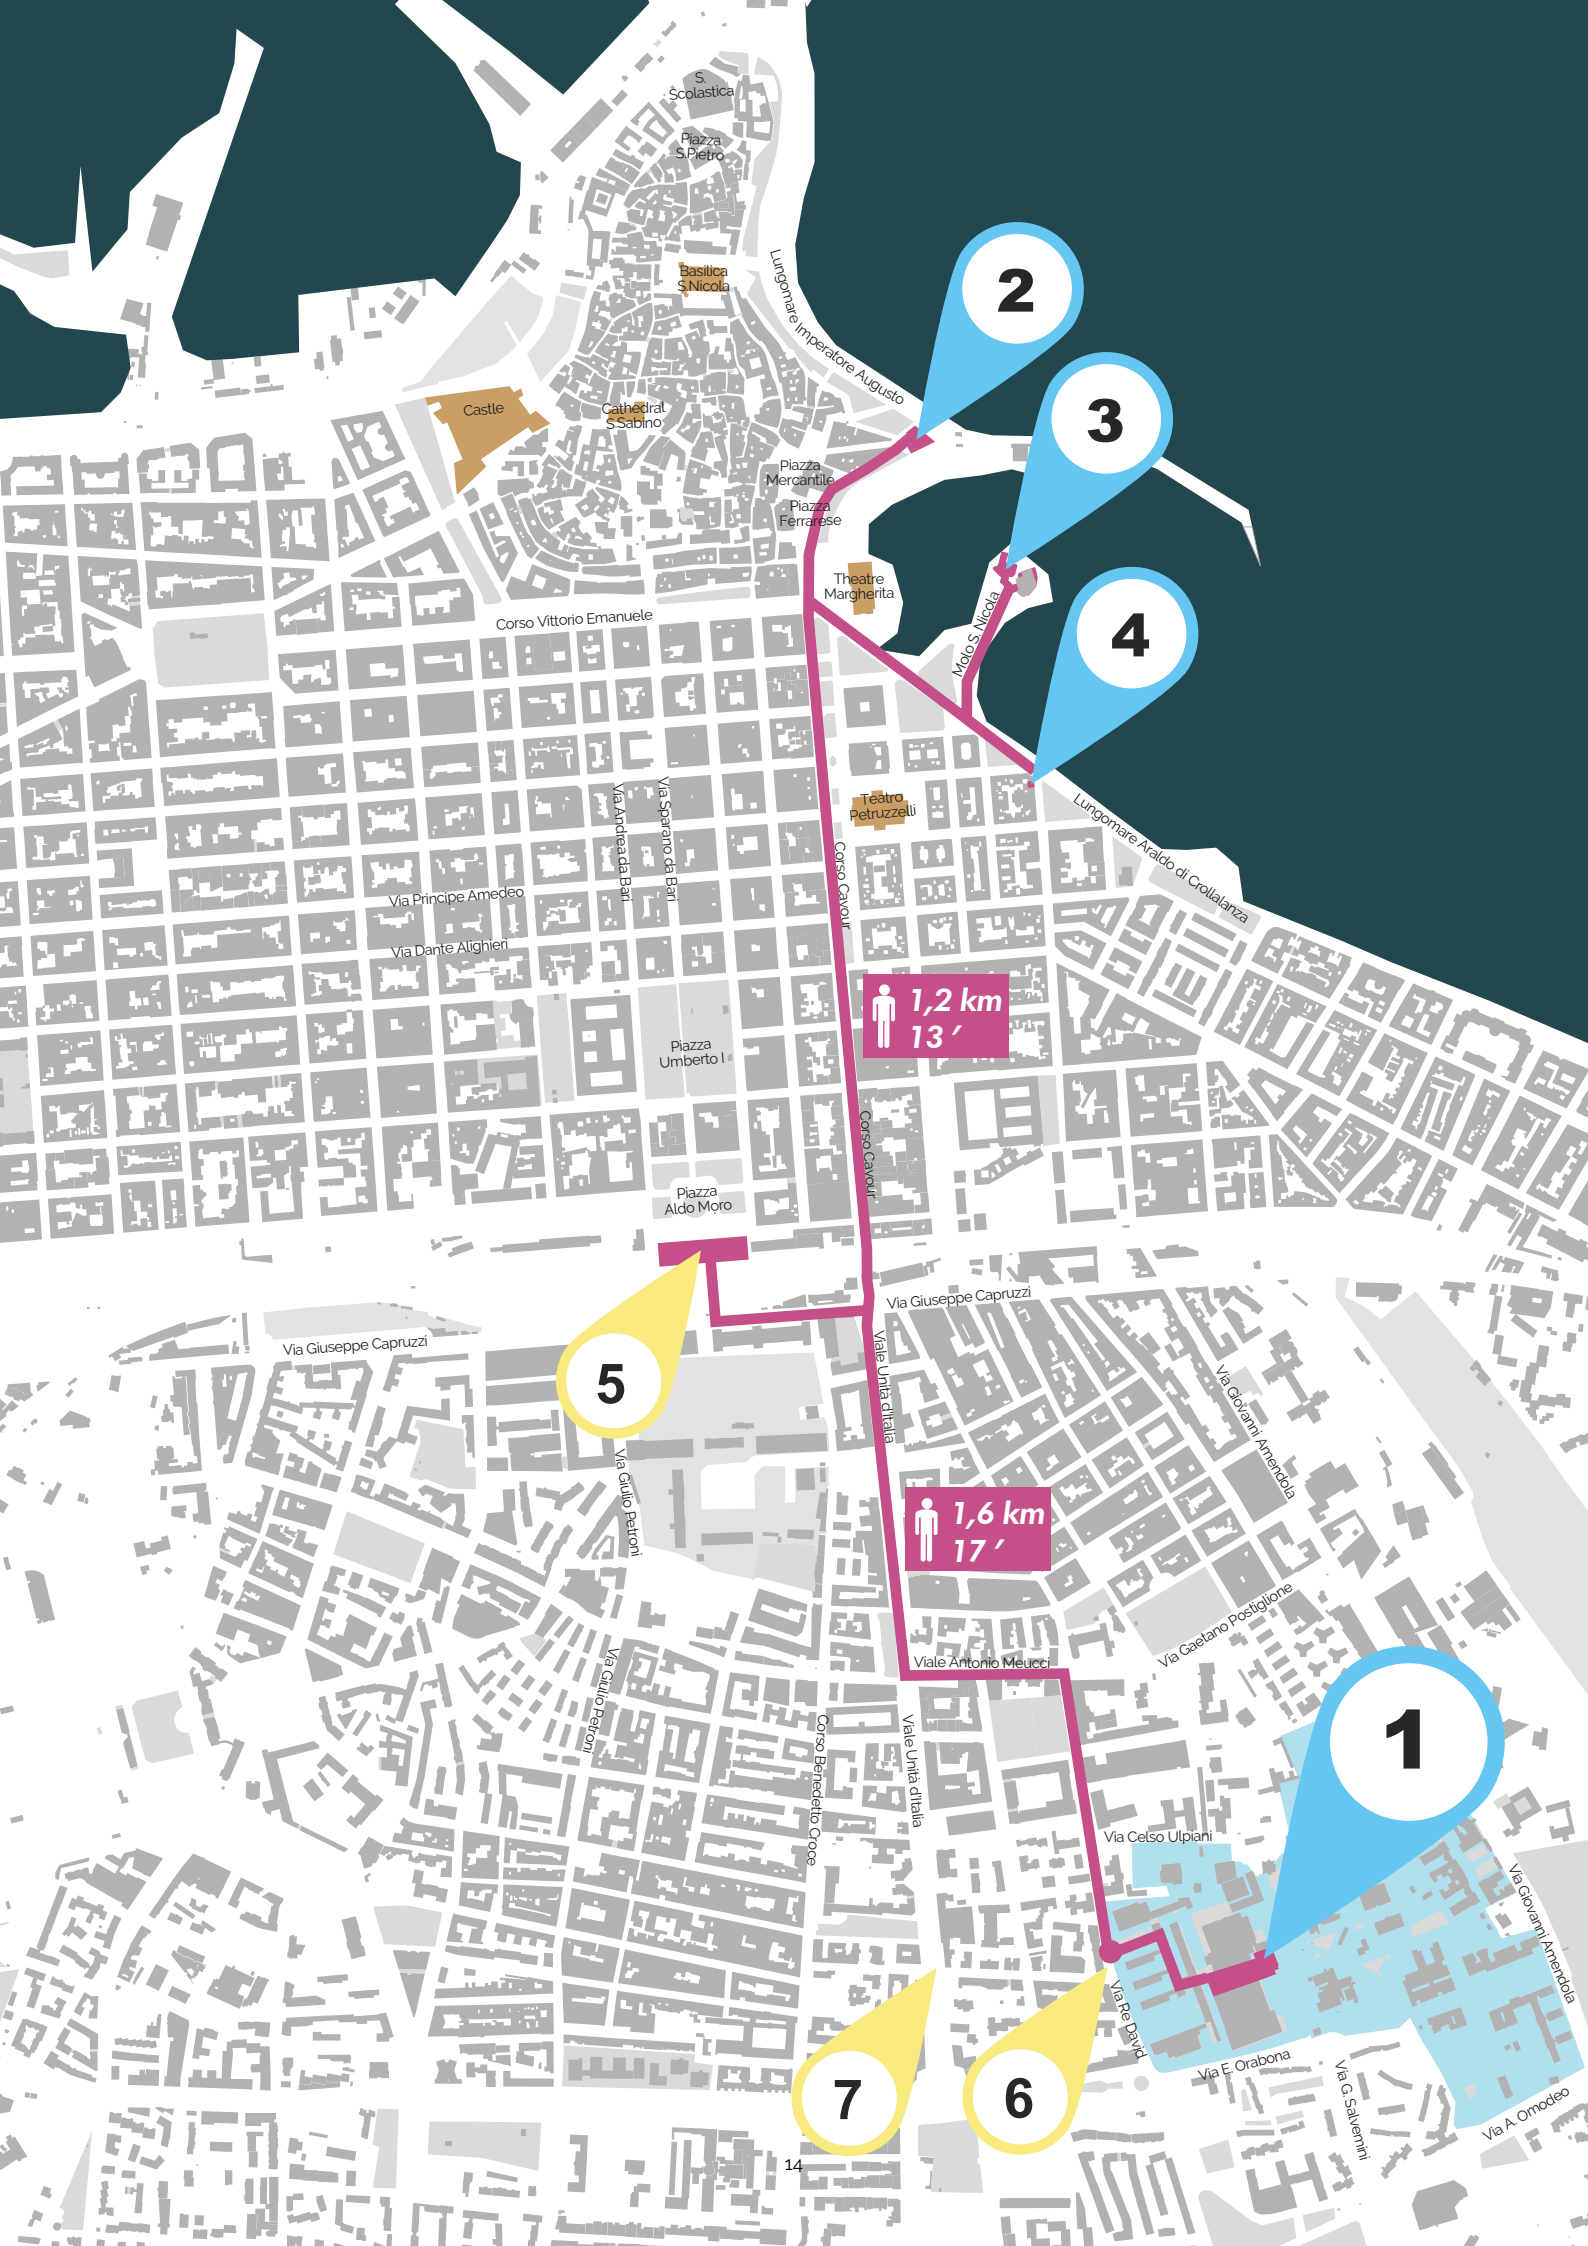 S.
Scolastica
Piazza
S.Pietro
Basilica
S.Nicola
Lungomare Imperatore Augusto
2
3
Castle
Cathedral
S.Sabino
Piazza
Mercantile
Piazza
Ferrarese
Theatre
Margherita
Corso Vittorio Emanuele
Molo S. Nicola
4
Via Andrea da Bari
Via Sparano da Bari
Teatro
Petruzzelli
Lungomare Araldo di Crollalanza
Corso Cavour
Via Principe Amedeo
Via Dante Alighieri
1,2 km
13 ′
Piazza
Umberto I
Corso Cavour
Piazza
Aldo Moro
Via Giuseppe Capruzzi
Via Giuseppe Capruzzi
Viale Unità d'Italia
5
Via Giovanni Amendola
Via Giulio Petroni
1,6 km
17 ′
Via Gaetano Postiglione
Viale Antonio Meucci
Via Giulio Petroni
Corso Benedetto Croce
Viale Unità d'Italia
1
Via Celso Ulpiani
Via Giovanni Amendola
Via Re David
Via E. Orabona
Via G. Salvemini
Via A. Omodeo
7
6
14